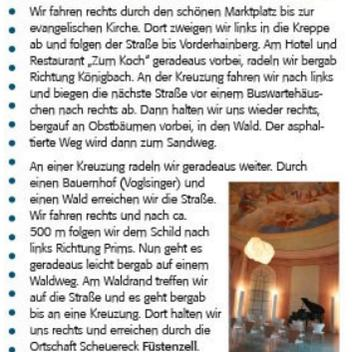 Wir fahren rechts durch den schönen Marktplatz bis zur
evangelischen Kirche. Dort zweigen wir links in die Kreppe
ab und folgen der Straße bis Vorderhainberg. Am Hotel und
Restaurant „Zum Koch“ geradeaus vorbei, radeln wir bergab
Richtung Königbach. An der Kreuzung fahren wir nach links
und biegen die nächste Straße vor einem Buswartehäus-
chen nach rechts ab. Dann halten wir uns wieder rechts,
bergauf an Obstbäumen vorbei, in den Wald. Der asphal-
tierte Weg wird dann zum Sandweg.
An einer Kreuzung radeln wir geradeaus weiter. Durch
einen Bauernhof (Voglsinger) und
einen Wald erreichen wir die Straße.
Wir fahren rechts und nach ca.
500 m folgen wir dem Schild nach
links Richtung Prims. Nun geht es
geradeaus leicht bergab auf einem
Waldweg. Am Waldrand treffen wir
auf die Straße und es geht bergab
bis an eine Kreuzung. Dort halten wir
uns rechts und erreichen durch die
Ortschaft Scheuereck Fürstenzell.